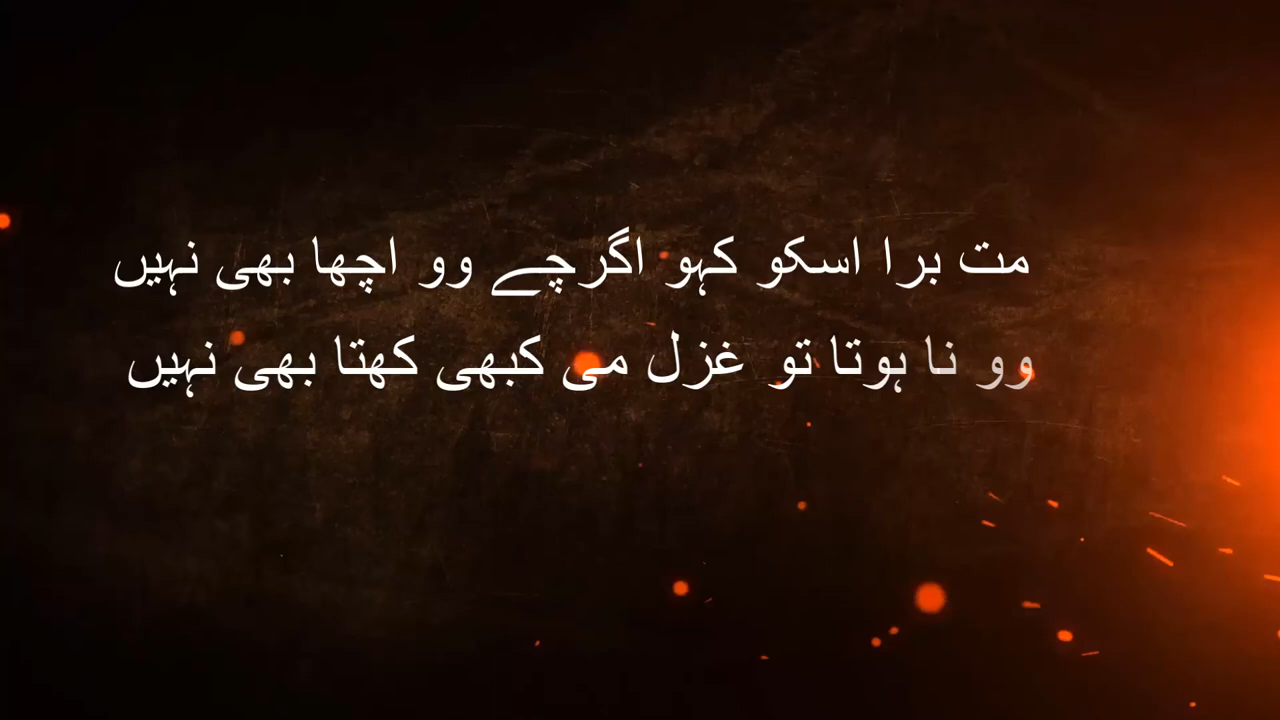 مت برا اسکو کہو اگرچے وو اچھا بھی نہیں
وو نا ہوتا تو غزل می کبھی کھتا بھی نہیں